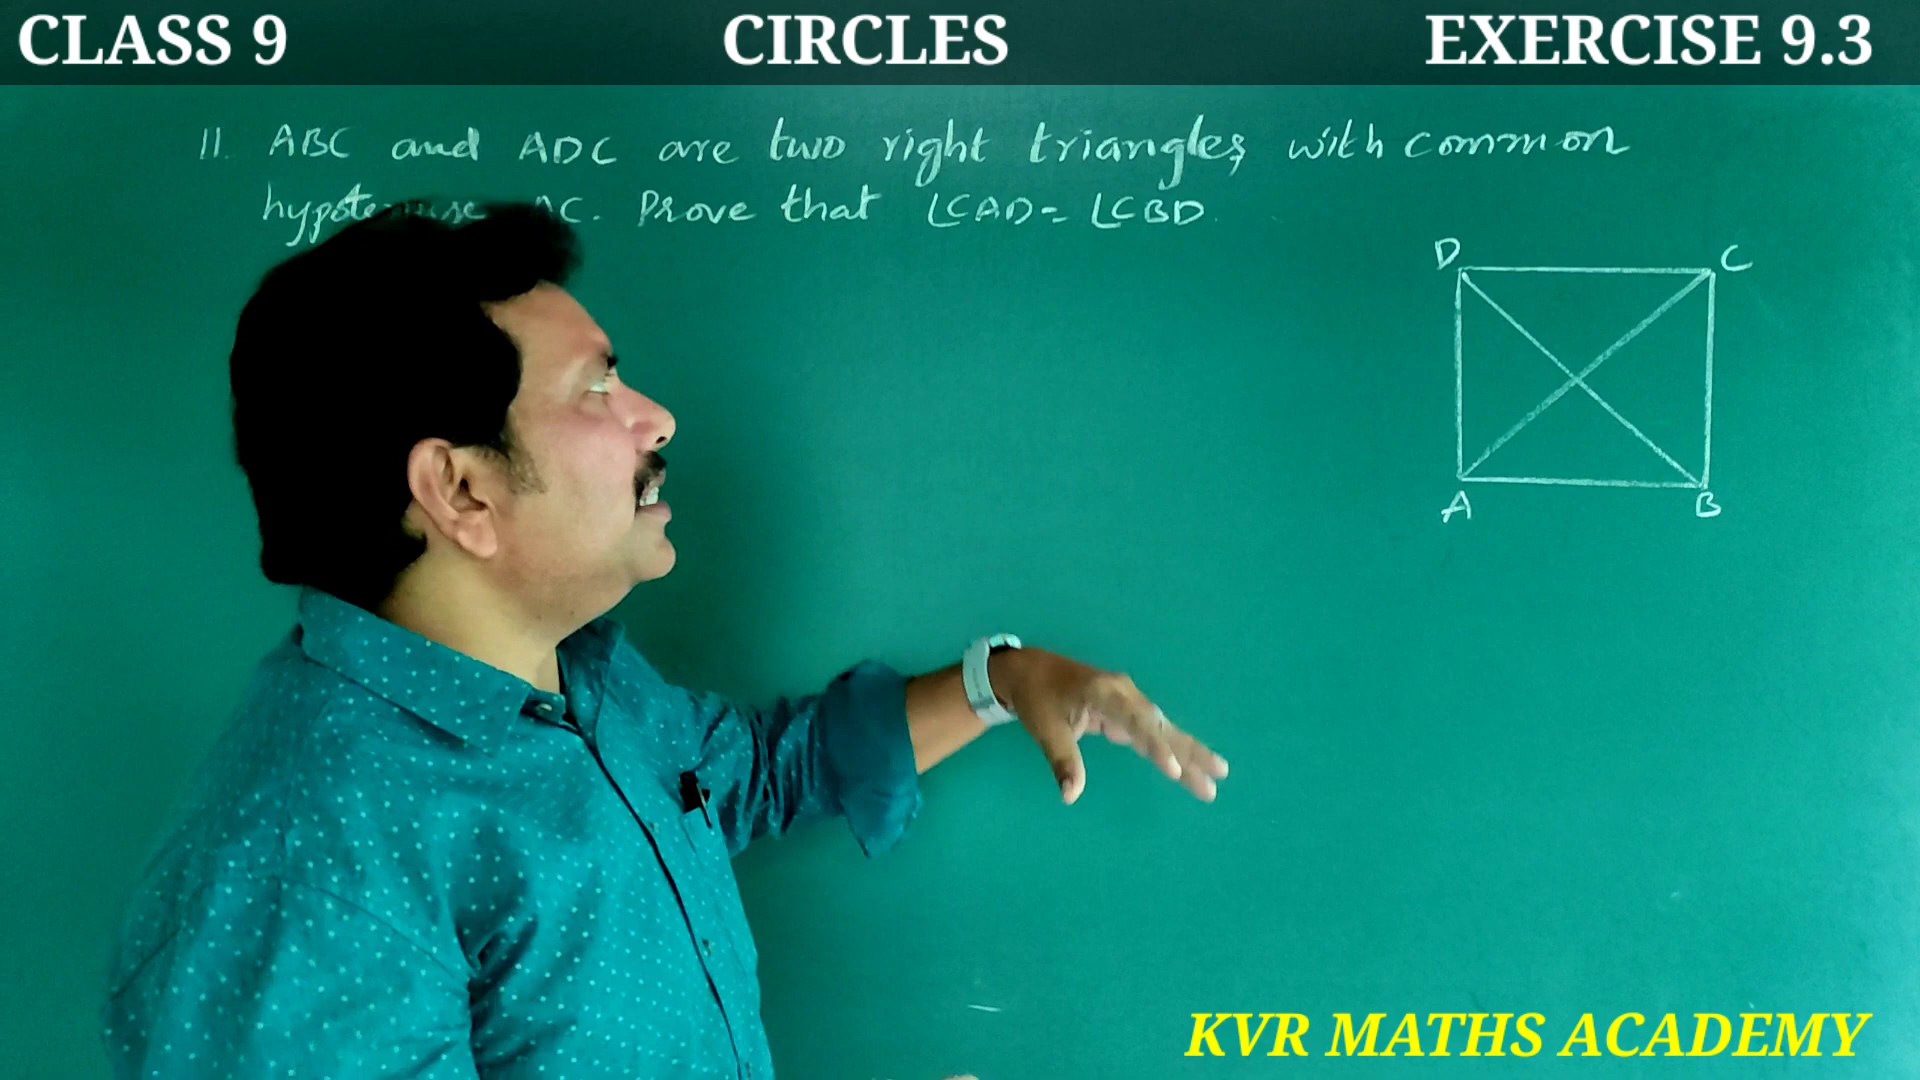 CLASS 9 CIRCLES EXERCISE 9.3
11. ABC and ADC are two right triangles with common
AC. Prove that ∠CAD = ∠CBD.
D C
A B
KVR MATHS ACADEMY